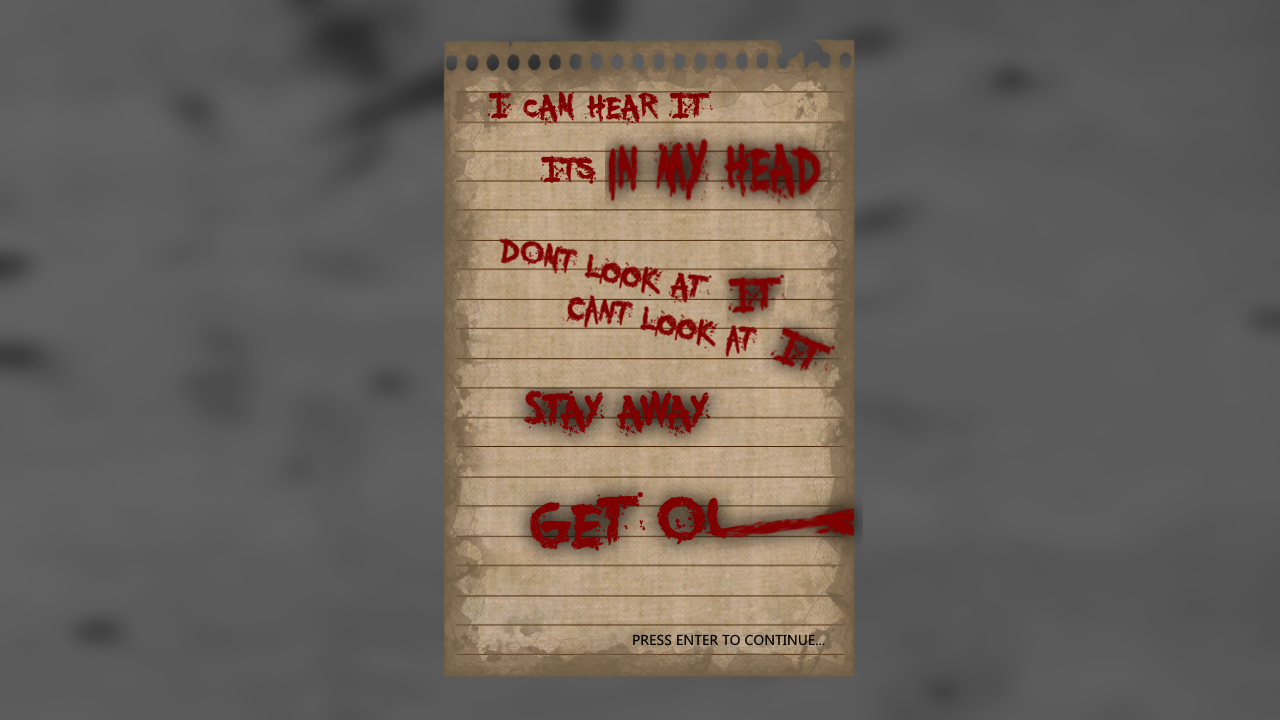 I CAN HEAR IT
ITS IN MY HEAD
DONT LOOK AT IT
CANT LOOK AT IT
STAY AWAY
GET OU
PRESS ENTER TO CONTINUE...